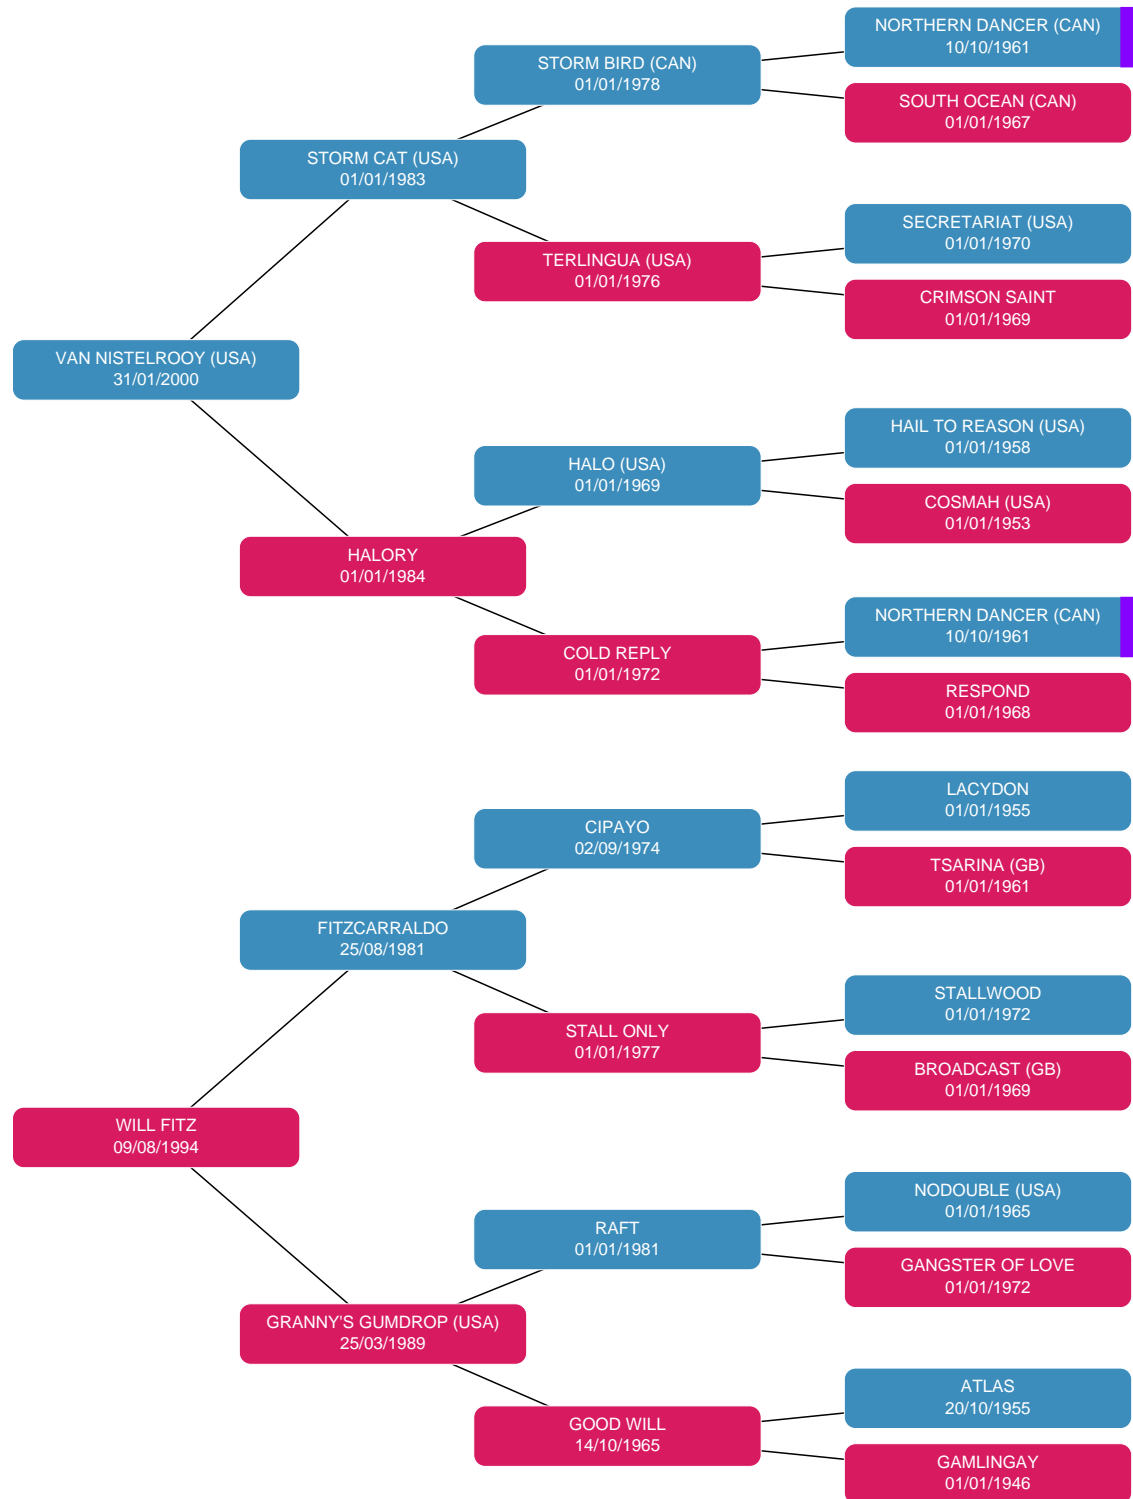 NORTHERN DANCER (CAN)
10/10/1961
STORM BIRD (CAN)
01/01/1978
SOUTH OCEAN (CAN)
01/01/1967
STORM CAT (USA)
01/01/1983
SECRETARIAT (USA)
01/01/1970
TERLINGUA (USA)
01/01/1976
CRIMSON SAINT
01/01/1969
VAN NISTELROOY (USA)
31/01/2000
HAIL TO REASON (USA)
01/01/1958
HALO (USA)
01/01/1969
COSMAH (USA)
01/01/1953
HALORY
01/01/1984
NORTHERN DANCER (CAN)
10/10/1961
COLD REPLY
01/01/1972
RESPOND
01/01/1968
LACYDON
01/01/1955
CIPAYO
02/09/1974
TSARINA (GB)
01/01/1961
FITZCARRALDO
25/08/1981
STALLWOOD
01/01/1972
STALL ONLY
01/01/1977
BROADCAST (GB)
01/01/1969
WILL FITZ
09/08/1994
NODOUBLE (USA)
01/01/1965
RAFT
01/01/1981
GANGSTER OF LOVE
01/01/1972
GRANNY'S GUMDROP (USA)
25/03/1989
ATLAS
20/10/1955
GOOD WILL
14/10/1965
GAMLINGAY
01/01/1946